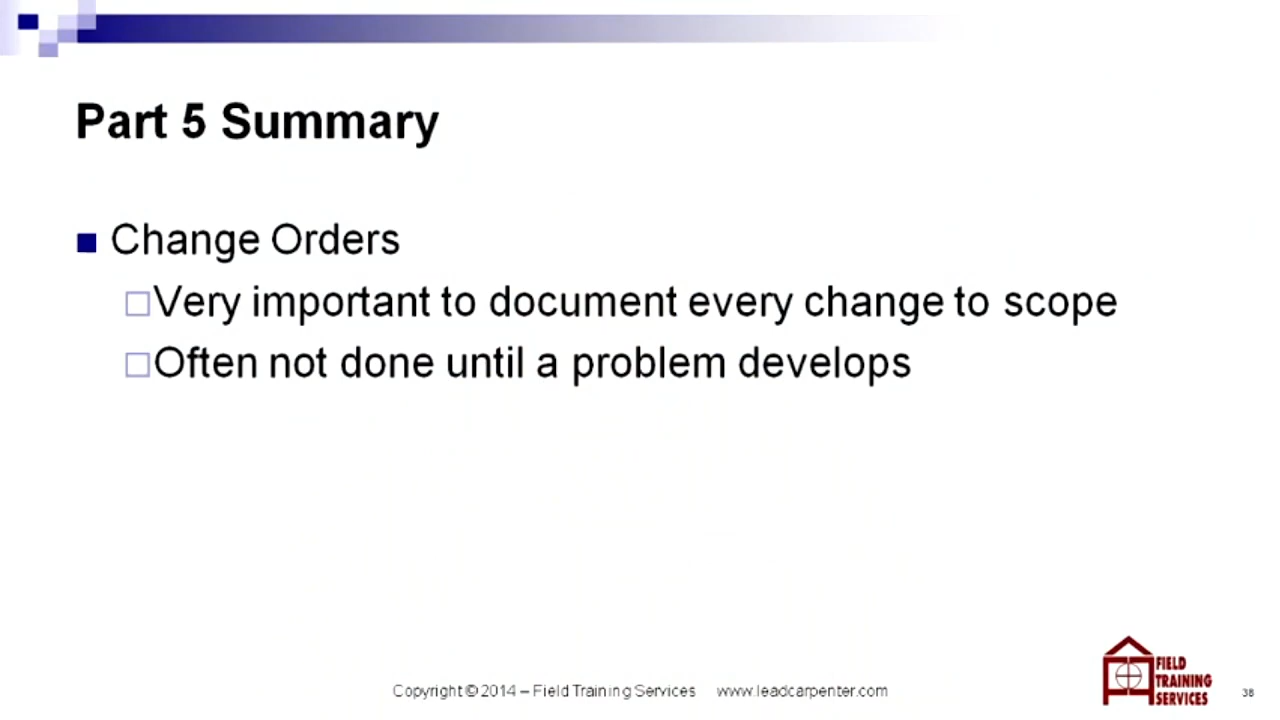 Part 5 Summary
Change Orders
Very important to document every change to scope
Often not done until a problem develops
FIELD
TRAINING
SERVICES
Copyright © 2014 – Field Training Services www.leadcarpenter.com
38